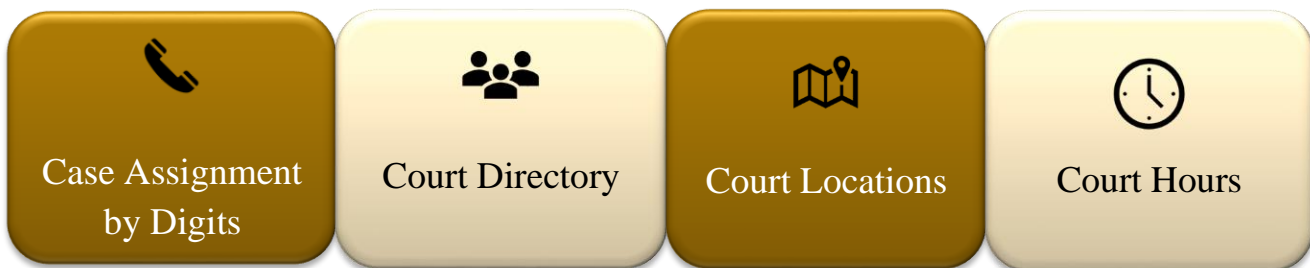 Case Assignment
by Digits
Court Directory
Court Locations
Court Hours